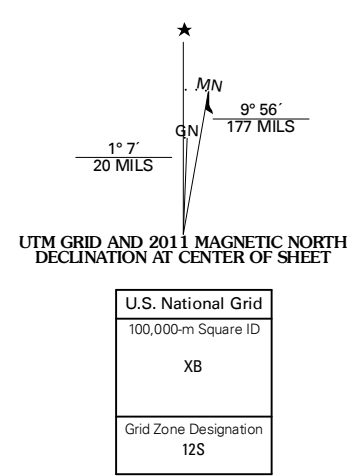 MN
GN
9° 56´
177 MILS
1° 7´
20 MILS
UTM GRID AND 2011 MAGNETIC NORTH
DECLINATION AT CENTER OF SHEET
U.S. National Grid
100,000-m Square ID
XB
Grid Zone Designation
12S